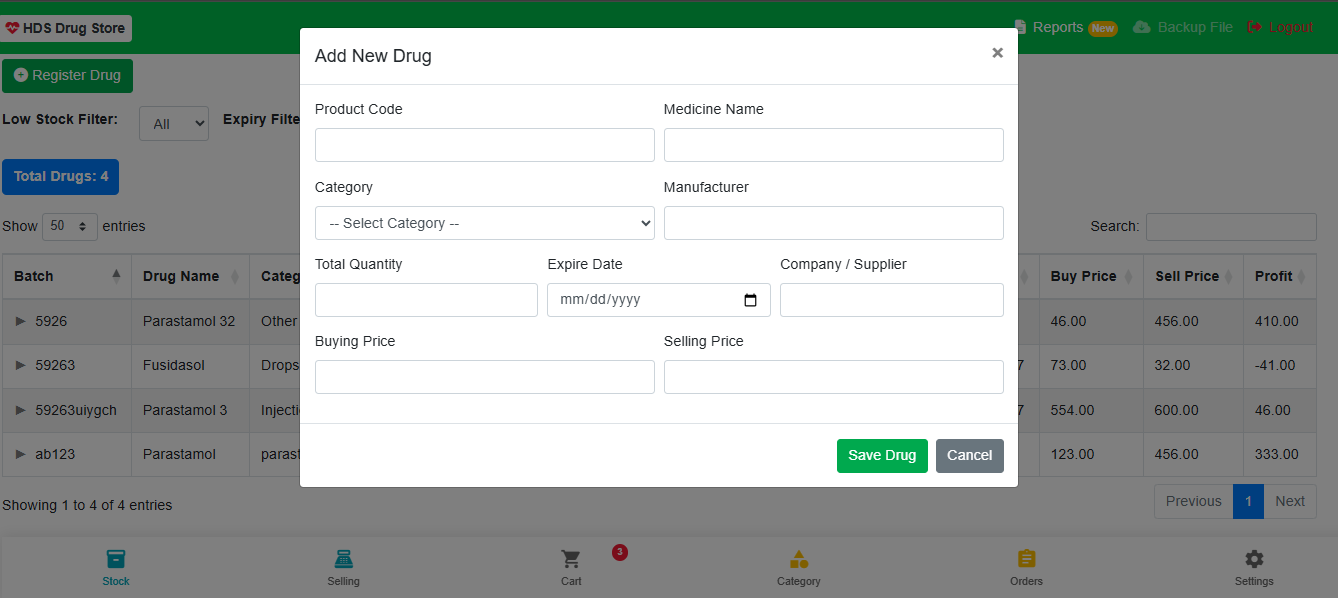 HDS Drug Store
Reports New
Backup File
Logout
Register Drug
Low Stock Filter:
All
Expiry Filte
Total Drugs: 4
Show 50 entries
Search:
Add New Drug
×
Product Code
Medicine Name
Category
Manufacturer
-- Select Category --
Total Quantity
Expire Date
Company / Supplier
mm/dd/yyyy
Buying Price
Selling Price
Save Drug
Cancel
Batch Drug Name Categ Buy Price Sell Price Profit
5926 Parastamol 32 Other 46.00 456.00 410.00
59263 Fusidasol Drops 7 73.00 32.00 -41.00
59263uiygch Parastamol 3 Injecti 7 554.00 600.00 46.00
ab123 Parastamol parast 123.00 456.00 333.00
Showing 1 to 4 of 4 entries
Previous 1 Next
Stock
Selling
Cart
3
Category
Orders
Settings